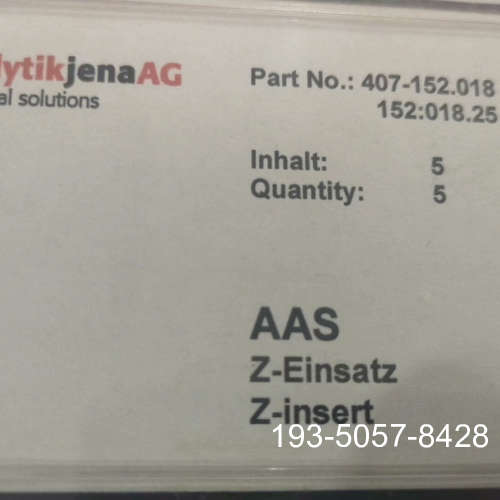 lytikjenaAG
al solutions
Part No.: 407-152.018
152:018.25
Inhalt: 5
Quantity: 5
AAS
Z-Einsatz
Z-insert
193-5057-8428